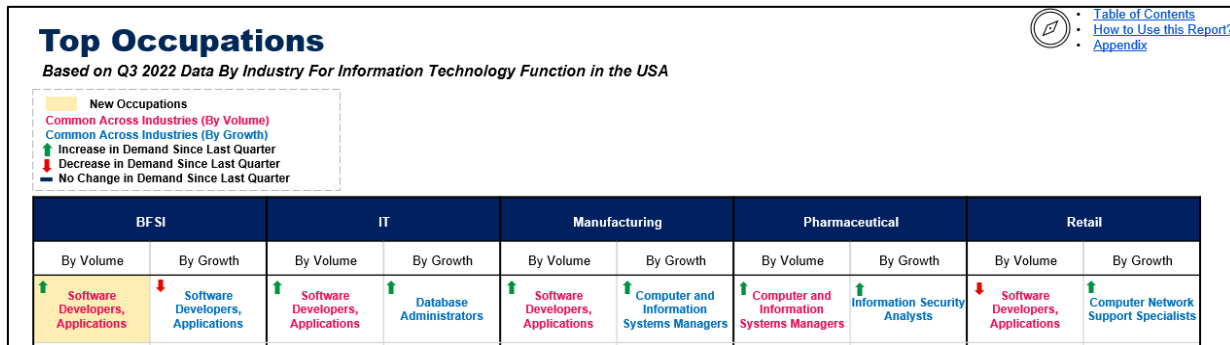 Table of Contents
How to Use this Report?
Appendix
Top Occupations
Based on Q3 2022 Data By Industry For Information Technology Function in the USA
New Occupations
Common Across Industries (By Volume)
Common Across Industries (By Growth)
Increase in Demand Since Last Quarter
Decrease in Demand Since Last Quarter
No Change in Demand Since Last Quarter
BFSI IT Manufacturing Pharmaceutical Retail
By Volume By Growth By Volume By Growth By Volume By Growth By Volume By Growth By Volume By Growth
Software
Developers,
Applications
Software
Developers,
Applications
Software
Developers,
Applications
Database
Administrators
Software
Developers,
Applications
Computer and
Information
Systems Managers
Computer and
Information
Systems Managers
Information Security
Analysts
Software
Developers,
Applications
Computer Network
Support Specialists